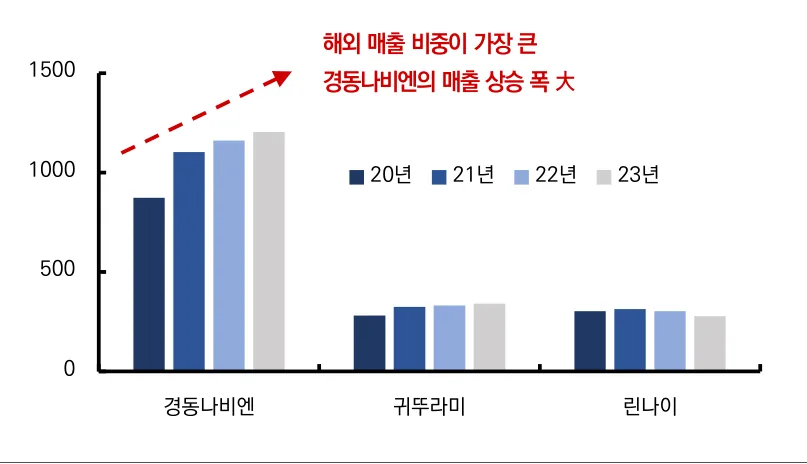 해외 매출 비중이 가장 큰
경동나비엔의 매출 상승 폭 大
1500
1000
500
0
20년 21년 22년 23년
경동나비엔 귀뚜라미 린나이